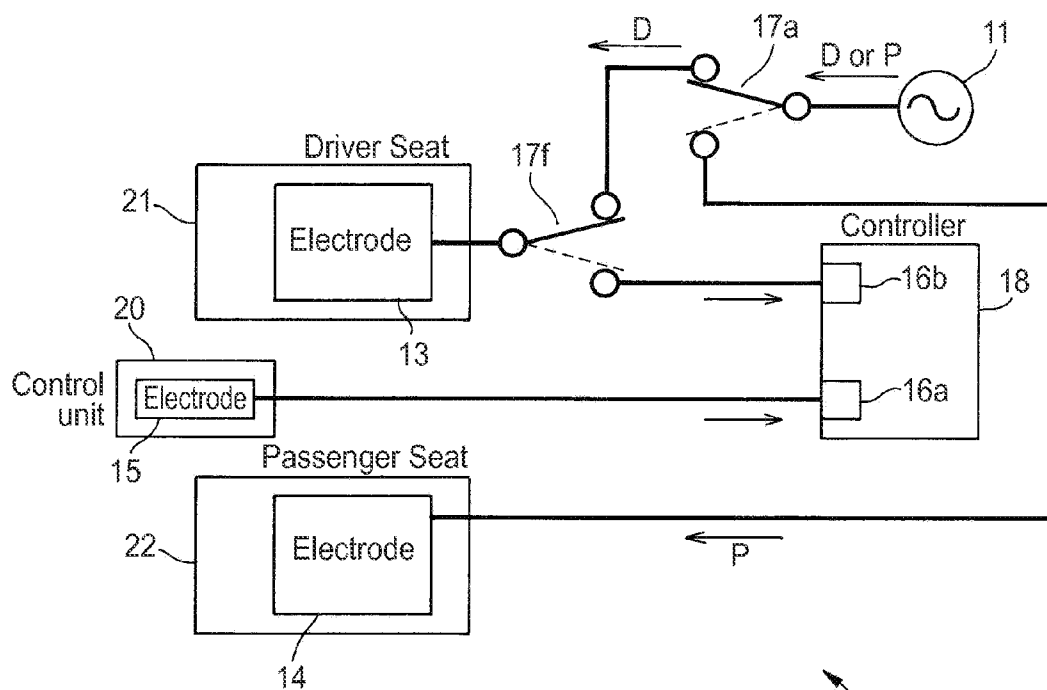 D
17a
D or P
11
Driver Seat
17f
21
Electrode
Controller
16b
18
13
20
Control
unit
Electrode
16a
15
Passenger Seat
22
Electrode
P
14